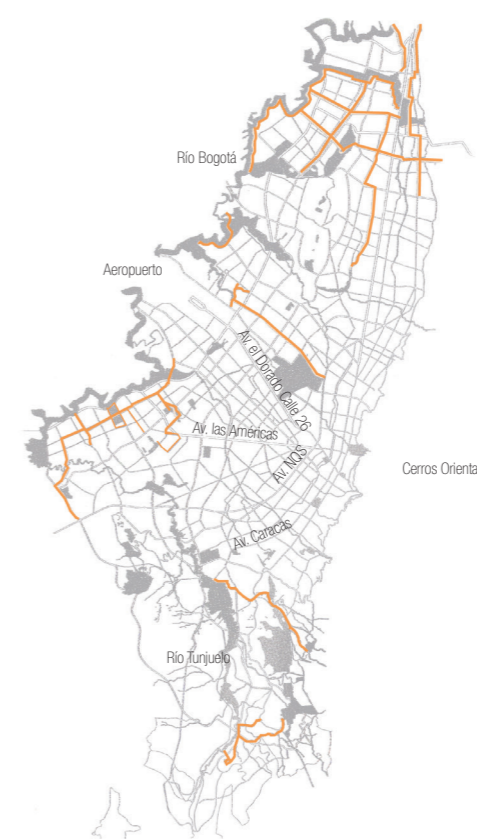 Río Bogotá
Aeropuerto
Av. el Dorado Calle 26
Av. las Américas
Av. NQS
Cerros Orienta
Av. Caracas
Río Tunjuelo